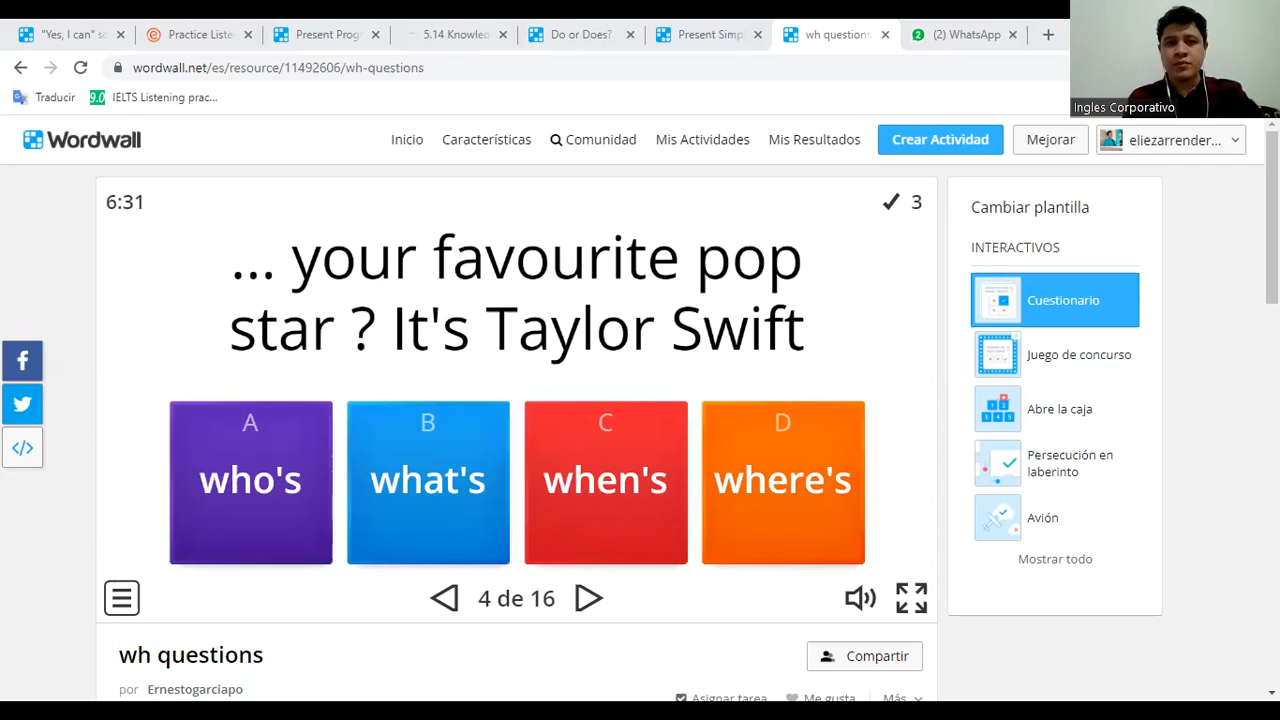 "Yes, I can" s
Practice Liste
Present Prog
5.14 Knowled
Do or Does?
Present Simp
wh questions
2
(2) WhatsApp
wordwall.net/es/resource/11492606/wh-questions
Traducir
9.0
IELTS Listening prac...
Ingles Corporativo
Wordwall
Inicio
Características
Comunidad
Mis Actividades
Mis Resultados
Crear Actividad
Mejorar
eliezarrender...
6:31
3
... your favourite pop
star ? It's Taylor Swift
A
who's
B
what's
C
when's
D
where's
4 de 16
Cambiar plantilla
INTERACTIVOS
Cuestionario
Juego de concurso
Abre la caja
Persecución en
laberinto
Avión
Mostrar todo
wh questions
Compartir
por Ernestogarciapo
Asignar tarea
Me gusta
Más